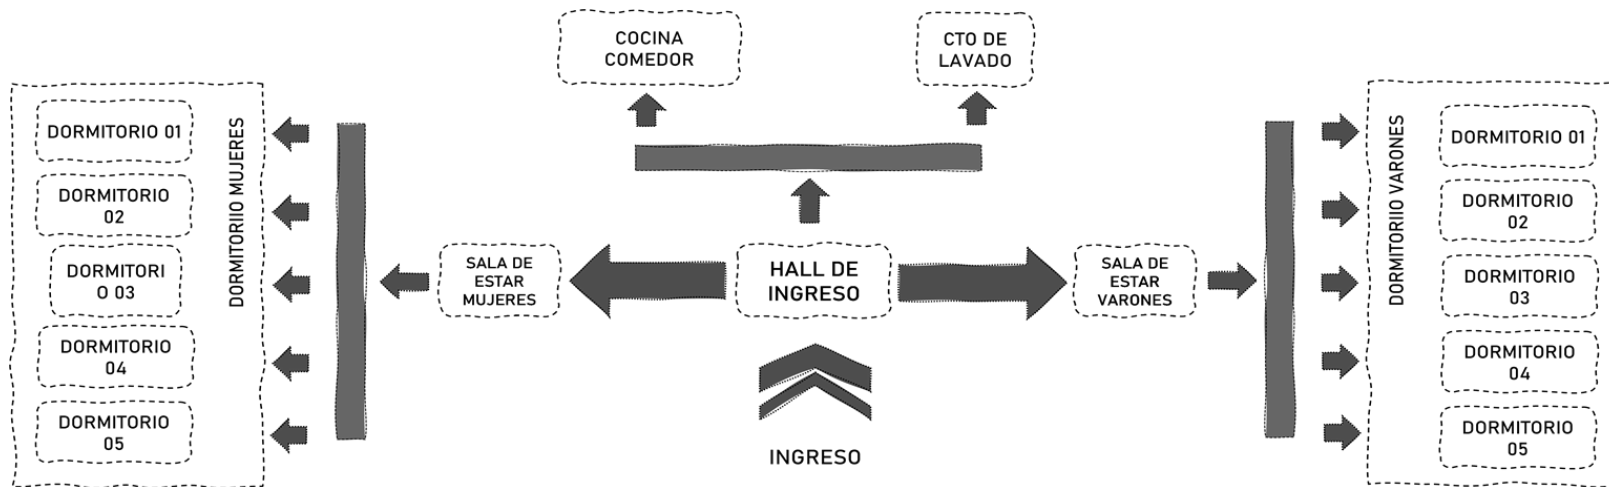 COCINA
COMEDOR
CTO DE
LAVADO
DORMITORIO 01
DORMITORIO
02
DORMITORI
O 03
DORMITORIO
04
DORMITORIO
05
DORMITORIIO MUJERES
SALA DE
ESTAR
MUJERES
HALL DE
INGRESO
INGRESO
SALA DE
ESTAR
VARONES
DORMITORIIO VARONES
DORMITORIO 01
DORMITORIO
02
DORMITORIO
03
DORMITORIO
04
DORMITORIO
05